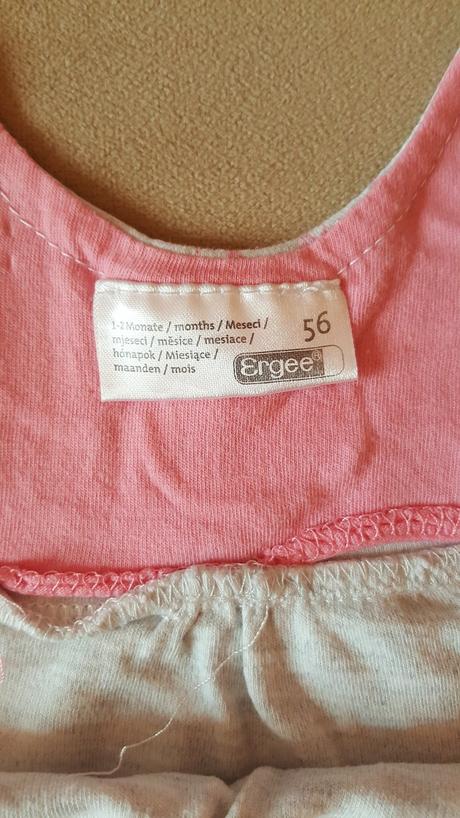 1-2 Monate / months / Meseci /
mjeseci / měsíce / mesiace /
hónapok / Miesiące /
maanden / mois
56
Ergee®